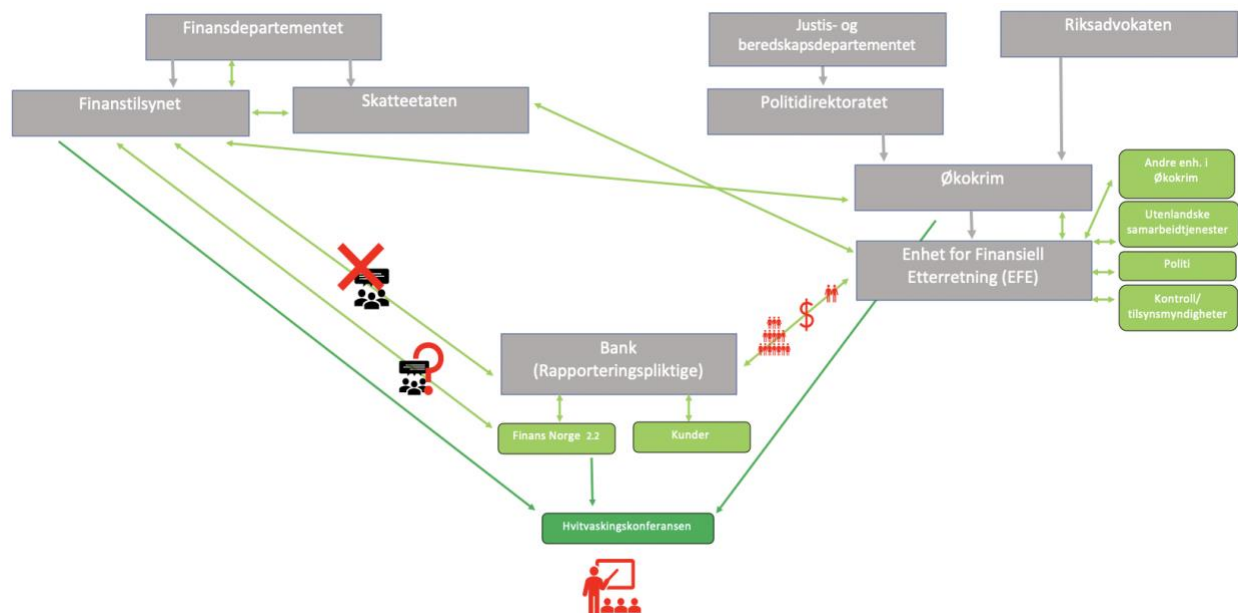 Finansdepartementet
Justis- og
beredskapsdepartementet
Riksadvokaten
Finanstilsynet
Skatteetaten
Politidirektoratet
Økokrim
Andre enh. i
Økokrim
Utenlandske
samarbeidtjenester
Enhet for Finansiell
Etterretning (EFE)
Politi
Kontroll/
tilsynsmyndigheter
$
Bank
(Rapporteringspliktige)
?
Finans Norge 2.2
Kunder
Hvitvaskingskonferansen